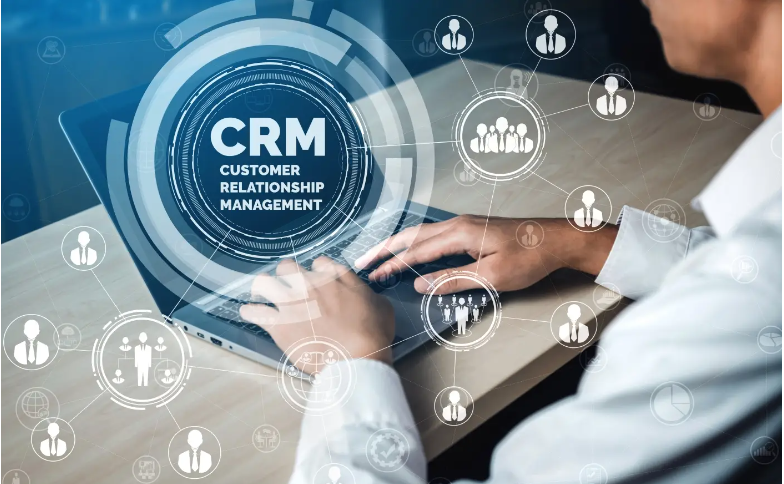 CRM
CUSTOMER
RELATIONSHIP
MANAGEMENT